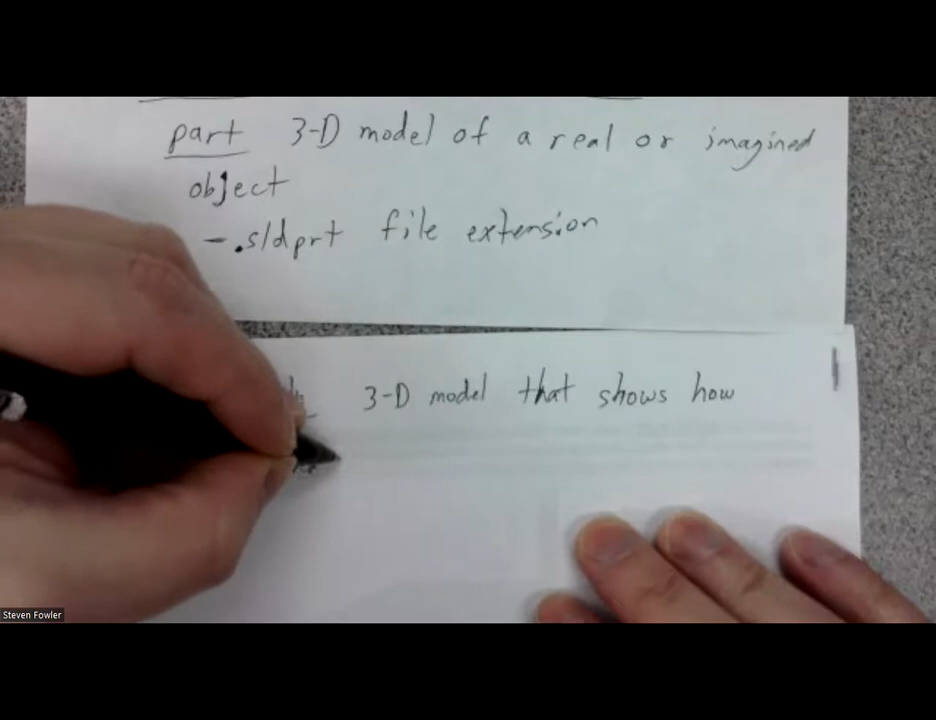 part 3-D model of a real or imagined
object
- .sldprt file extension
3-D model that shows how
Steven Fowler